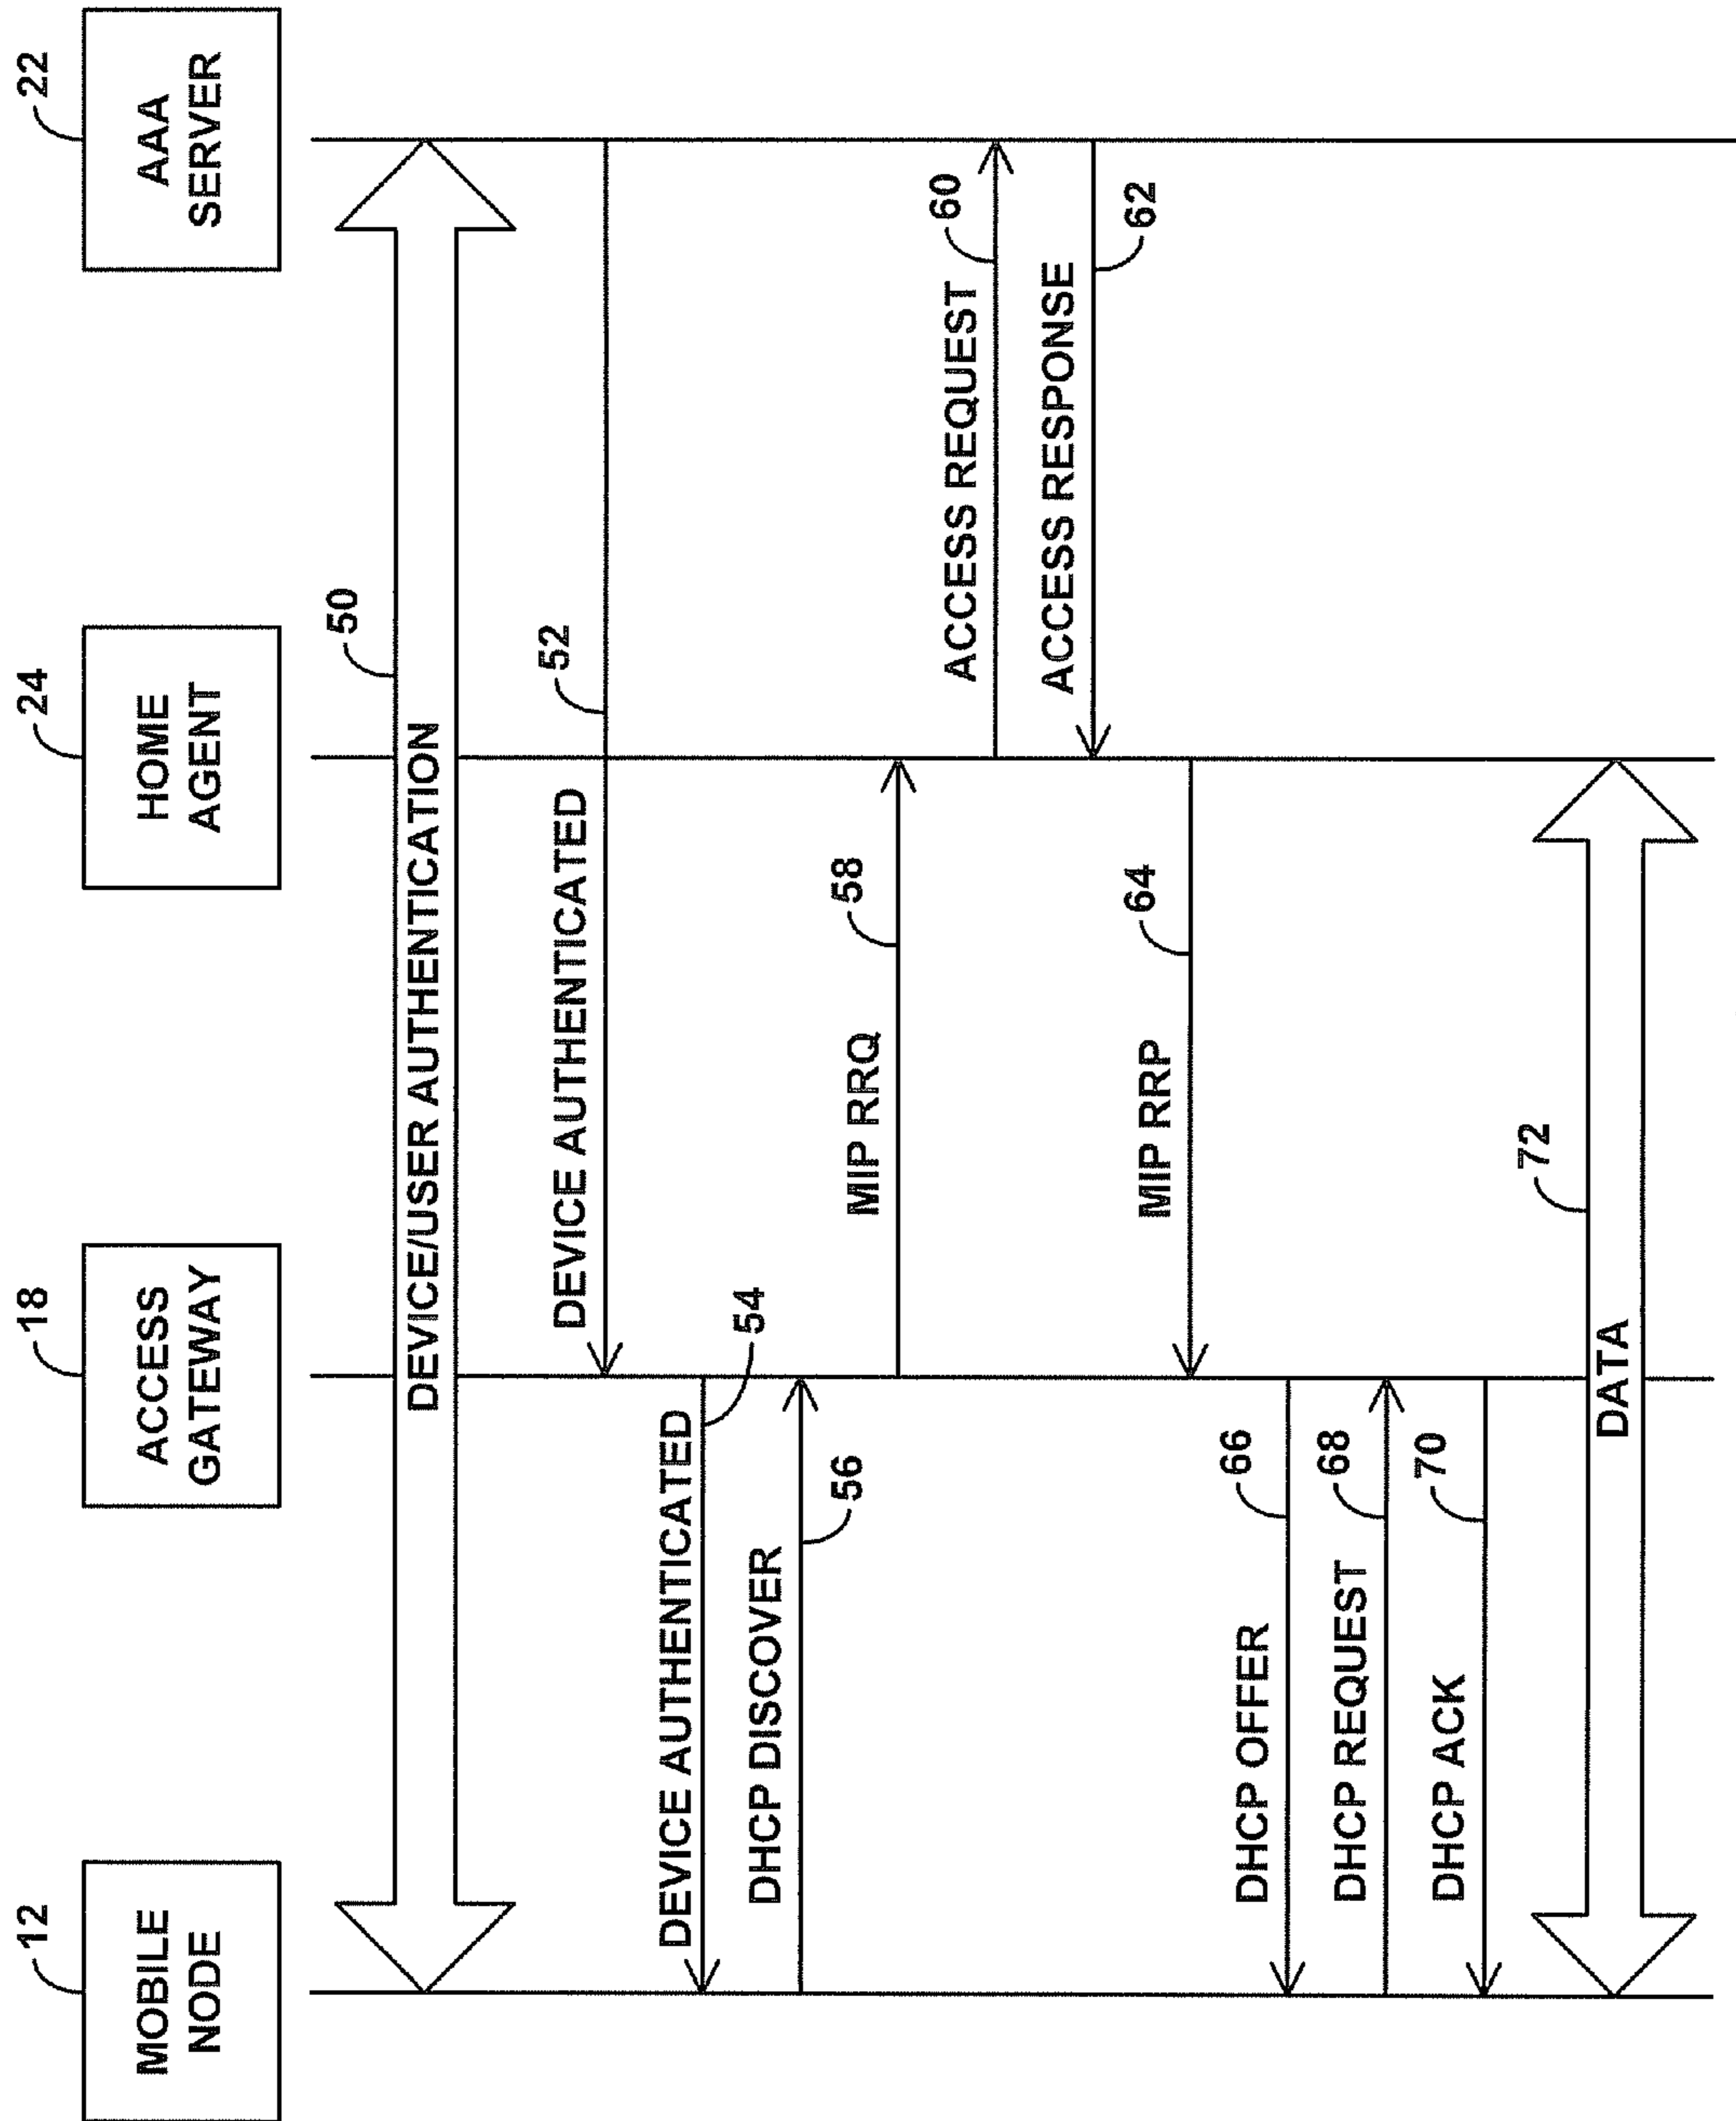 12
MOBILE
NODE
18
ACCESS
GATEWAY
24
HOME
AGENT
22
AAA
SERVER
50
DEVICE/USER AUTHENTICATION
52
DEVICE AUTHENTICATED
54
DEVICE AUTHENTICATED
DHCP DISCOVER
56
58
MIP RRQ
60
ACCESS REQUEST
ACCESS RESPONSE
62
64
MIP RRP
66
DHCP OFFER
68
DHCP REQUEST
70
DHCP ACK
72
DATA